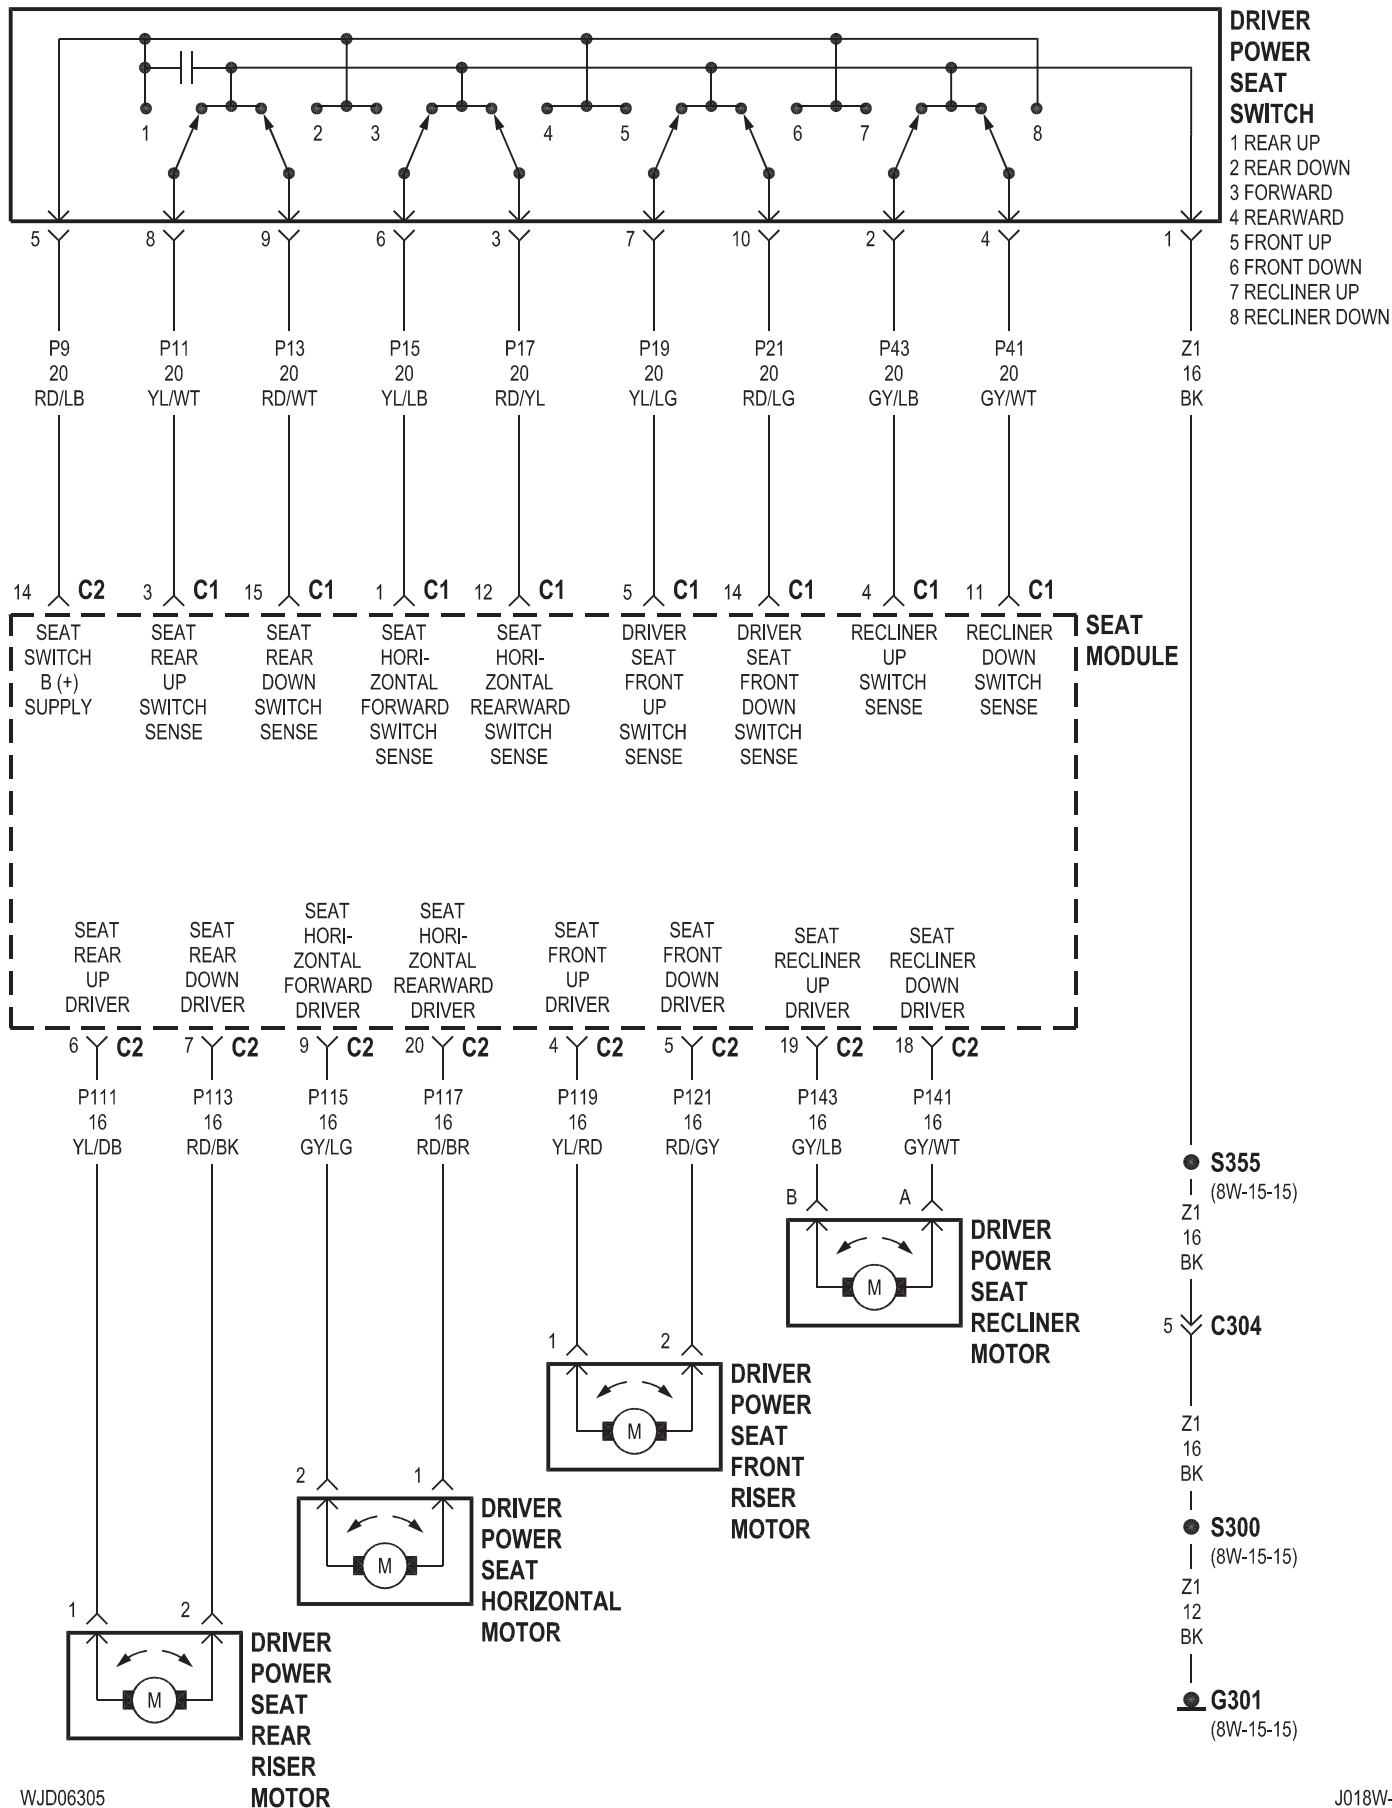 DRIVER
POWER
SEAT
SWITCH
1 REAR UP
2 REAR DOWN
3 FORWARD
4 REARWARD
5 FRONT UP
6 FRONT DOWN
7 RECLINER UP
8 RECLINER DOWN
1 2 3 4 5 6 7 8
5 8 9 6 3 7 10 2 4 1
P9 P11 P13 P15 P17 P19 P21 P43 P41 Z1
20 20 20 20 20 20 20 20 20 16
RD/LB YL/WT RD/WT YL/LB RD/YL YL/LG RD/LG GY/LB GY/WT BK
14 C2 3 C1 15 C1 1 C1 12 C1 5 C1 14 C1 4 C1 11 C1
SEAT
MODULE
SEAT
SWITCH
B (+)
SUPPLY
SEAT
REAR
UP
SWITCH
SENSE
SEAT
REAR
DOWN
SWITCH
SENSE
SEAT
HORI-
ZONTAL
FORWARD
SWITCH
SENSE
SEAT
HORI-
ZONTAL
REARWARD
SWITCH
SENSE
DRIVER
SEAT
FRONT
UP
SWITCH
SENSE
DRIVER
SEAT
FRONT
DOWN
SWITCH
SENSE
RECLINER
UP
SWITCH
SENSE
RECLINER
DOWN
SWITCH
SENSE
SEAT
REAR
UP
DRIVER
SEAT
REAR
DOWN
DRIVER
SEAT
HORI-
ZONTAL
FORWARD
DRIVER
SEAT
HORI-
ZONTAL
REARWARD
DRIVER
SEAT
FRONT
UP
DRIVER
SEAT
FRONT
DOWN
DRIVER
SEAT
RECLINER
UP
DRIVER
SEAT
RECLINER
DOWN
DRIVER
6 C2 7 C2 9 C2 20 C2 4 C2 5 C2 19 C2 18 C2
P111 P113 P115 P117 P119 P121 P143 P141
16 16 16 16 16 16 16 16
YL/DB RD/BK GY/LG RD/BR YL/RD RD/GY GY/LB GY/WT
S355
(8W-15-15)
Z1
16
BK
5 C304
Z1
16
BK
S300
(8W-15-15)
Z1
12
BK
G301
(8W-15-15)
B A
M
DRIVER
POWER
SEAT
RECLINER
MOTOR
1 2
M
DRIVER
POWER
SEAT
FRONT
RISER
MOTOR
2 1
M
DRIVER
POWER
SEAT
HORIZONTAL
MOTOR
1 2
M
DRIVER
POWER
SEAT
REAR
RISER
MOTOR
WJD06305
J018W-